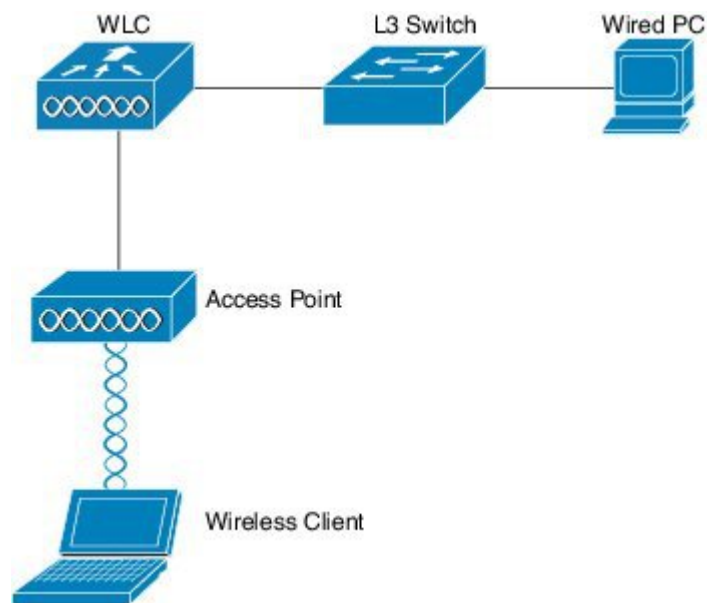 WLC
L3 Switch
Wired PC
Access Point
Wireless Client